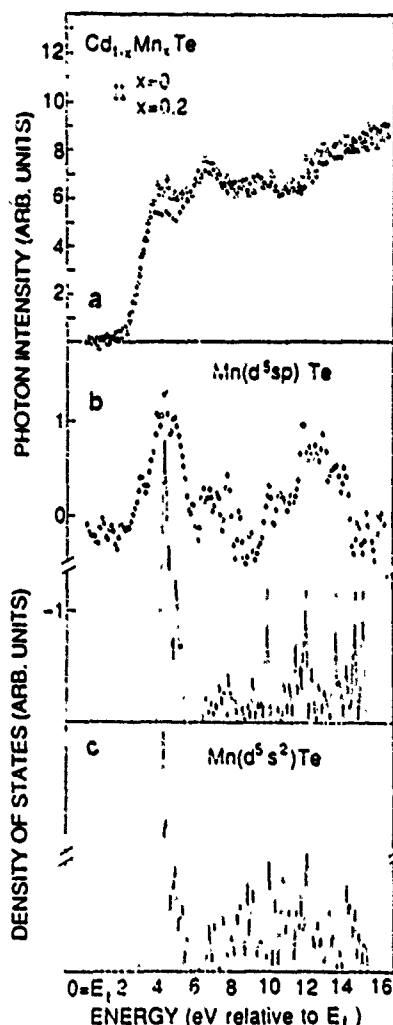 Cd₁₋ₓMnₓTe
x=0
x=0.2
12
10
8
6
4
2
a
PHOTON INTENSITY (ARB. UNITS)
b
Mn(d⁵sp) Te
1
0
-1
c
Mn(d⁵s²)Te
DENSITY OF STATES (ARB. UNITS)
0=E_f 2 4 6 8 10 12 14 16
ENERGY (eV relative to E_f)